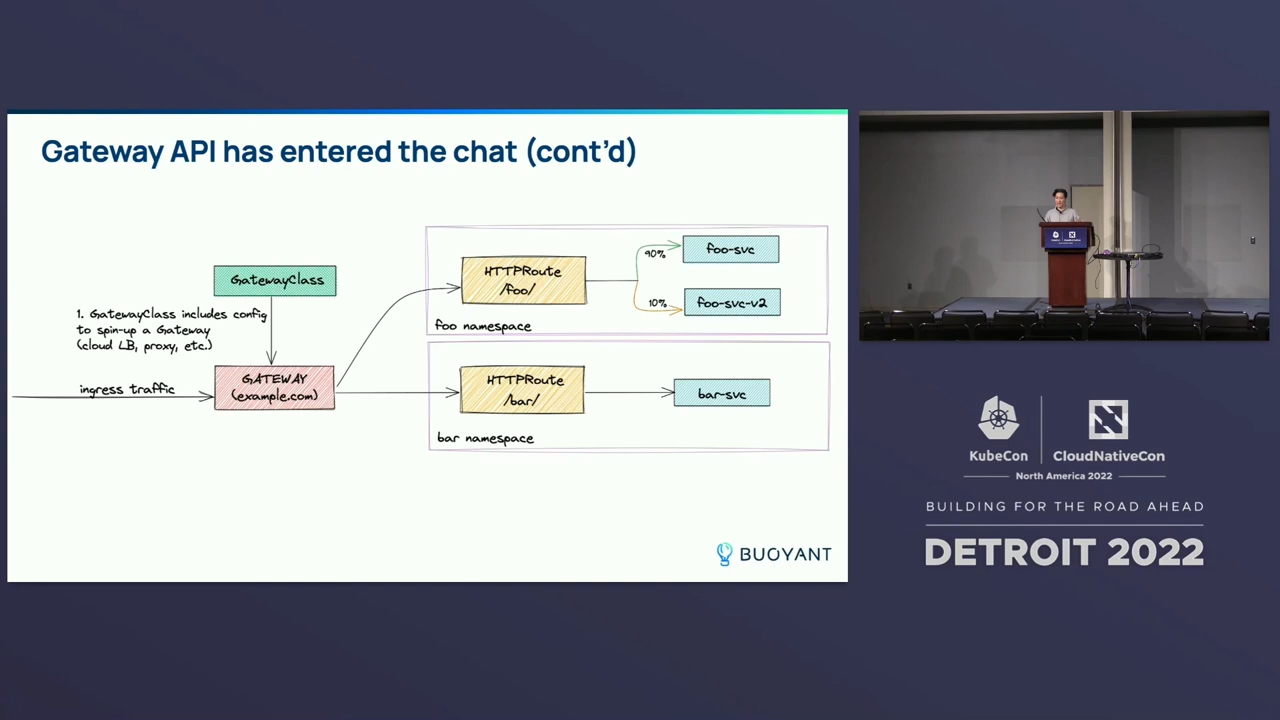 Gateway API has entered the chat (cont'd)
GatewayClass
1. GatewayClass includes config
to spin-up a Gateway
(cloud LB, proxy, etc.)
ingress traffic
GATEWAY
(example.com)
HTTPRoute
/foo/
90%
foo-svc
10%
foo-svc-v2
foo namespace
HTTPRoute
/bar/
bar-svc
bar namespace
BUOYANT
KubeCon
CloudNativeCon
North America 2022
BUILDING FOR THE ROAD AHEAD
DETROIT 2022